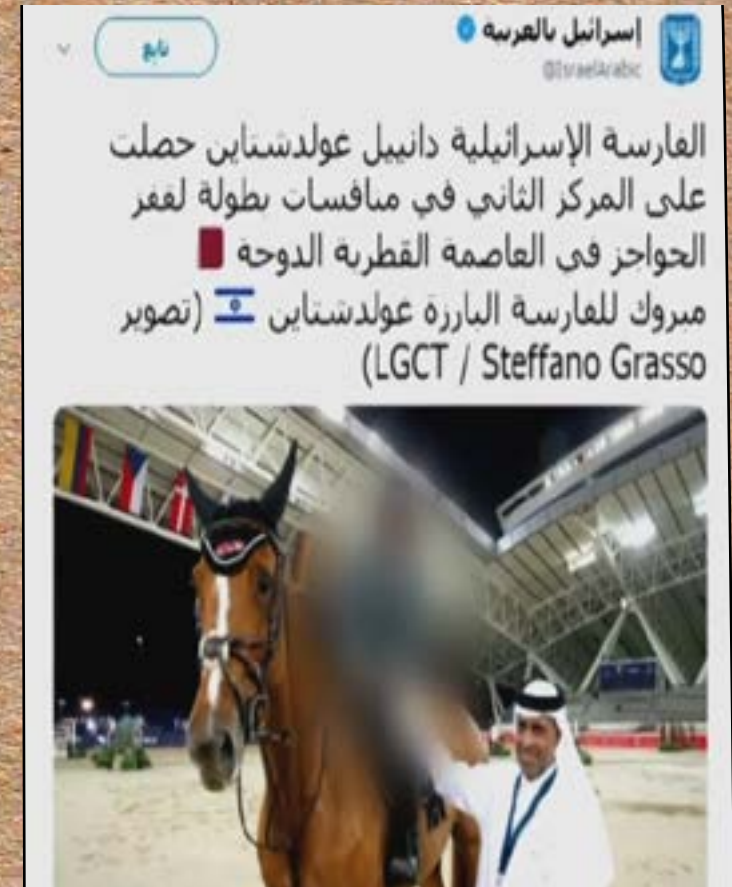 إسرائيل بالعربية
@IsraelArabic
تابع
الفارسة الإسرائيلية دانييل غولدشتاين حصلت
على المركز الثاني في منافسات بطولة لقفز
الحواجز في العاصمة القطرية الدوحة
مبروك للفارسة البارزة غولدشتاين 🇮🇱 (تصوير
LGCT / Steffano Grasso)